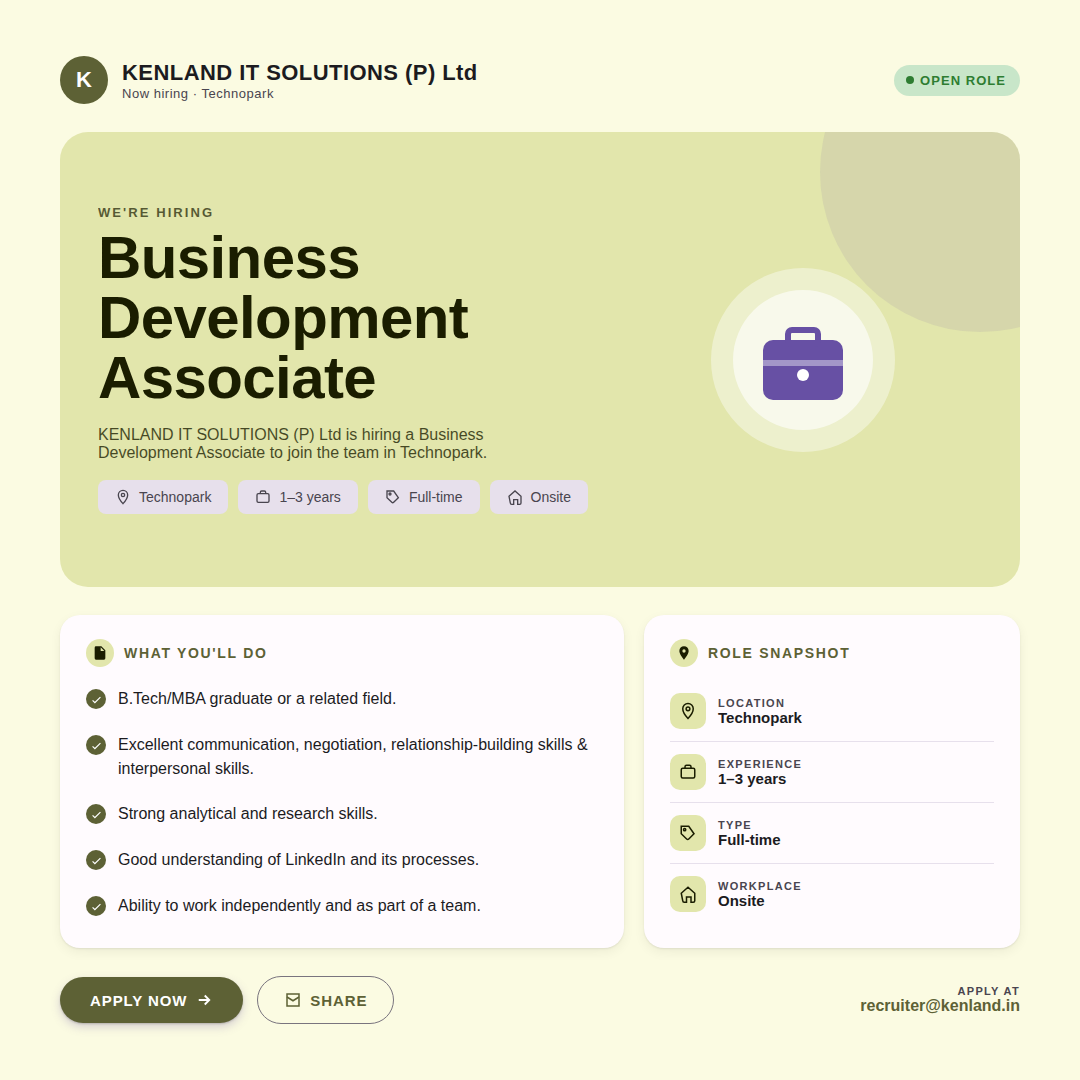 K
KENLAND IT SOLUTIONS (P) Ltd
Now hiring · Technopark
OPEN ROLE
WE'RE HIRING
Business
Development
Associate
KENLAND IT SOLUTIONS (P) Ltd is hiring a Business
Development Associate to join the team in Technopark.
Technopark
1–3 years
Full-time
Onsite
WHAT YOU'LL DO
B.Tech/MBA graduate or a related field.
Excellent communication, negotiation, relationship-building skills &
interpersonal skills.
Strong analytical and research skills.
Good understanding of LinkedIn and its processes.
Ability to work independently and as part of a team.
ROLE SNAPSHOT
LOCATION
Technopark
EXPERIENCE
1–3 years
TYPE
Full-time
WORKPLACE
Onsite
APPLY NOW
SHARE
APPLY AT
recruiter@kenland.in